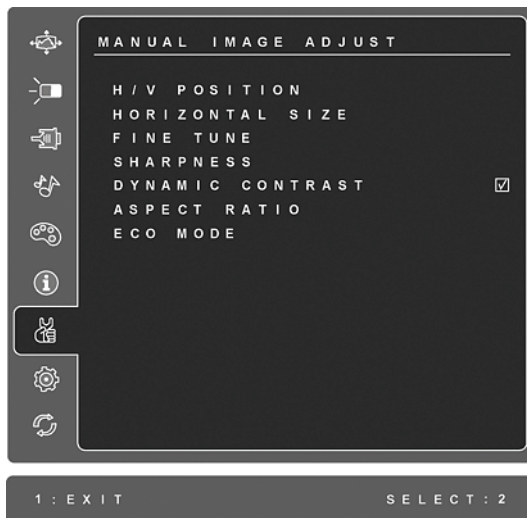 MANUAL IMAGE ADJUST
H/V POSITION
HORIZONTAL SIZE
FINE TUNE
SHARPNESS
DYNAMIC CONTRAST
ASPECT RATIO
ECO MODE
1:EXIT SELECT:2